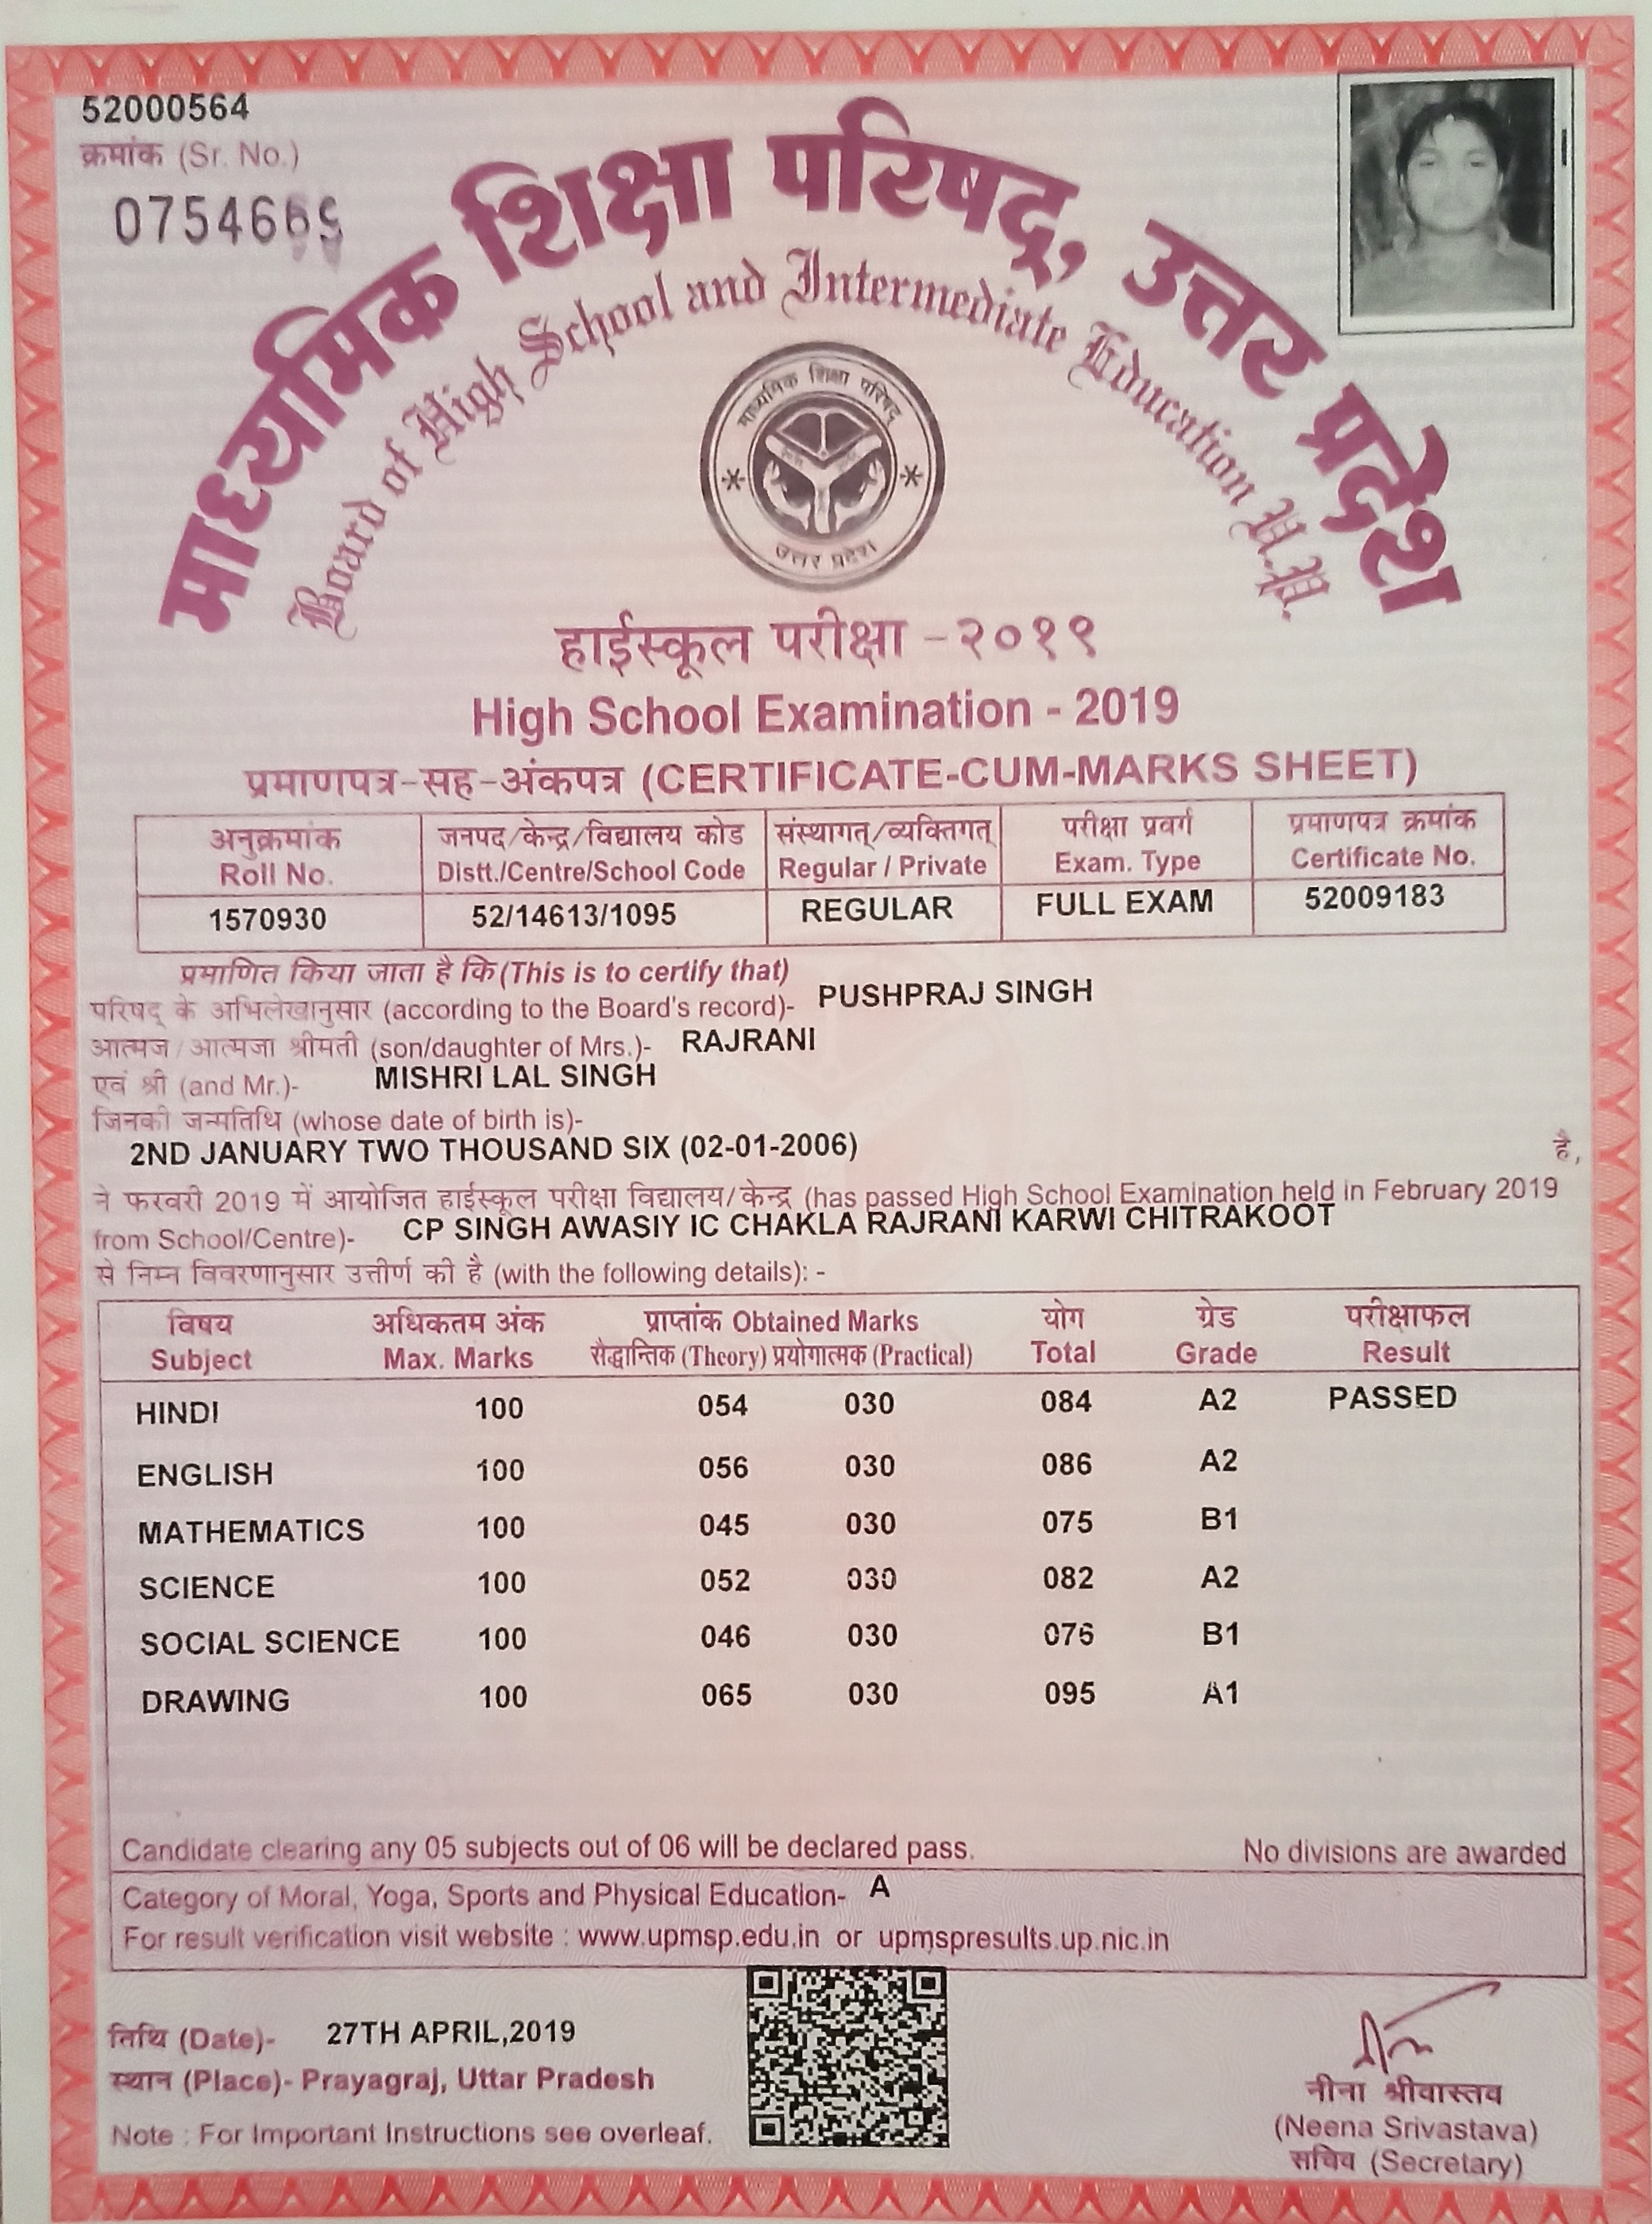 52000564
क्रमांक (Sr. No.)
0754669
माध्यमिक शिक्षा परिषद्, उत्तर प्रदेश
Board of High School and Intermediate Education U.P.
माध्यमिक शिक्षा परिषद्
उत्तर प्रदेश
हाईस्कूल परीक्षा -२०१९
High School Examination - 2019
प्रमाणपत्र-सह-अंकपत्र (CERTIFICATE-CUM-MARKS SHEET)
अनुक्रमांक जनपद/केन्द्र/विद्यालय कोड संस्थागत्/व्यक्तिगत् परीक्षा प्रवर्ग प्रमाणपत्र क्रमांक
Roll No. Distt./Centre/School Code Regular / Private Exam. Type Certificate No.
1570930 52/14613/1095 REGULAR FULL EXAM 52009183
प्रमाणित किया जाता है कि (This is to certify that)
परिषद् के अभिलेखानुसार (according to the Board's record)- PUSHPRAJ SINGH
आत्मज/आत्मजा श्रीमती (son/daughter of Mrs.)- RAJRANI
एवं श्री (and Mr.)- MISHRI LAL SINGH
जिनकी जन्मतिथि (whose date of birth is)-
2ND JANUARY TWO THOUSAND SIX (02-01-2006) है,
ने फरवरी 2019 में आयोजित हाईस्कूल परीक्षा विद्यालय/केन्द्र (has passed High School Examination held in February 2019
from School/Centre)- CP SINGH AWASIY IC CHAKLA RAJRANI KARWI CHITRAKOOT
से निम्न विवरणानुसार उत्तीर्ण की है (with the following details): -
विषय अधिकतम अंक प्राप्तांक Obtained Marks योग ग्रेड परीक्षाफल
Subject Max. Marks सैद्धान्तिक (Theory) प्रयोगात्मक (Practical) Total Grade Result
HINDI 100 054 030 084 A2 PASSED
ENGLISH 100 056 030 086 A2
MATHEMATICS 100 045 030 075 B1
SCIENCE 100 052 030 082 A2
SOCIAL SCIENCE 100 046 030 076 B1
DRAWING 100 065 030 095 A1
Candidate clearing any 05 subjects out of 06 will be declared pass. No divisions are awarded
Category of Moral, Yoga, Sports and Physical Education- A
For result verification visit website : www.upmsp.edu.in or upmspresults.up.nic.in
तिथि (Date)- 27TH APRIL,2019
स्थान (Place)- Prayagraj, Uttar Pradesh
Note : For Important Instructions see overleaf.
नीना श्रीवास्तव
(Neena Srivastava)
सचिव (Secretary)